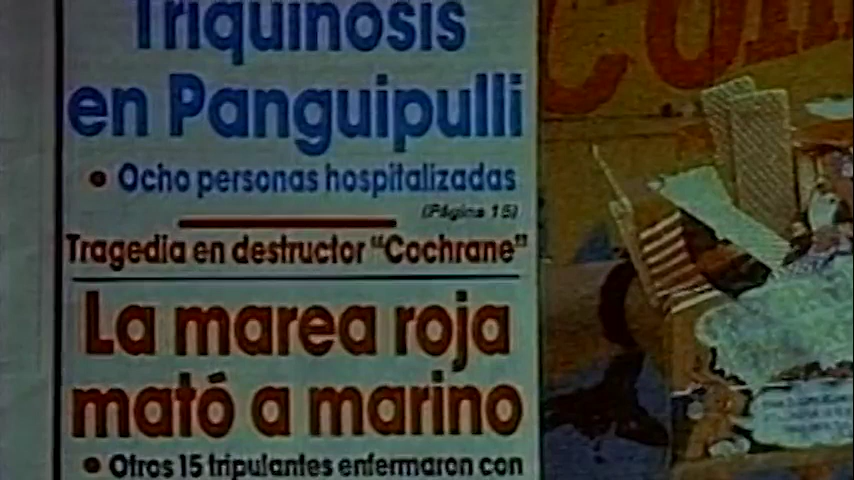 Triquinosis
en Panguipulli
• Ocho personas hospitalizadas
(Página 15)
Tragedia en destructor "Cochrane"
La marea roja
mató a marino
• Otros 15 tripulantes enfermaron con